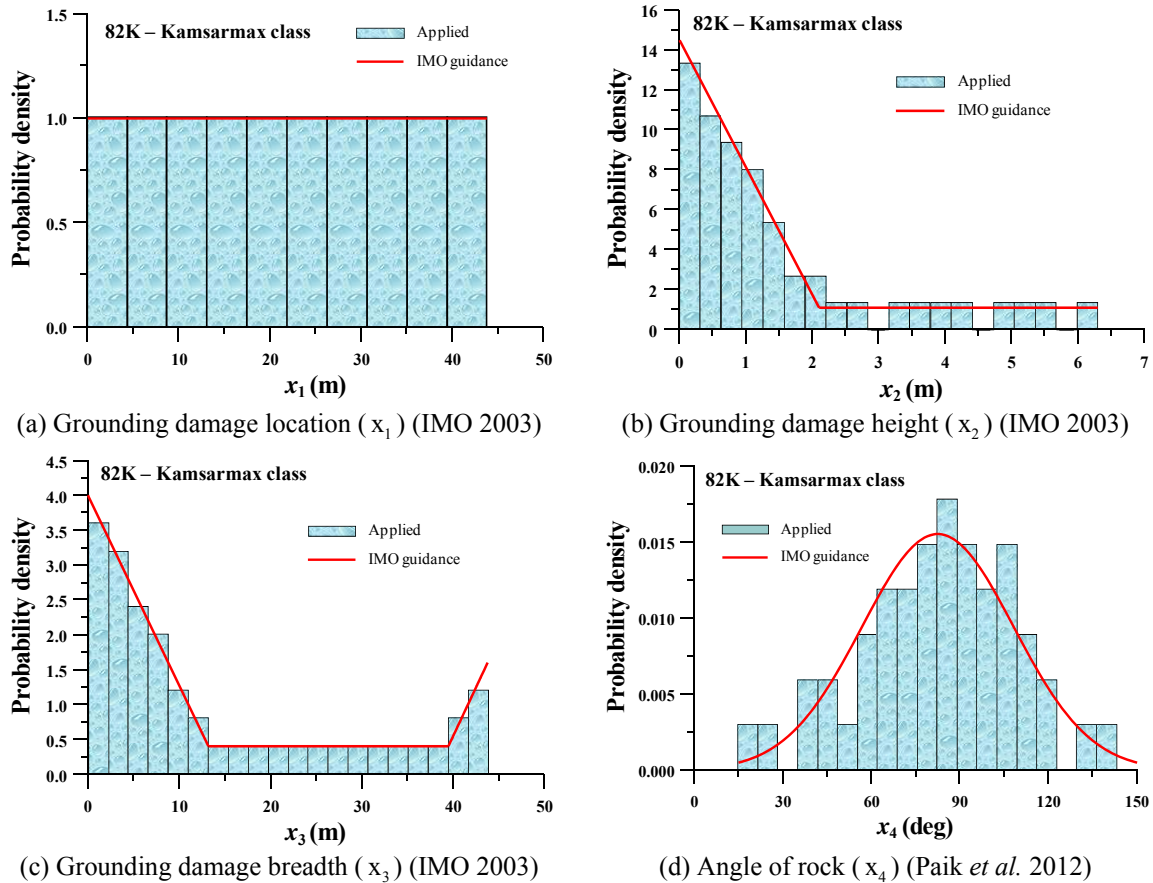 82K – Kamsarmax class
Applied
IMO guidance
Probability density
1.5
1.0
0.5
0.0
0 10 20 30 40 50
x₁ (m)
(a) Grounding damage location ( x₁ ) (IMO 2003)
82K – Kamsarmax class
Applied
IMO guidance
Probability density
16
14
12
10
8
6
4
2
0
0 1 2 3 4 5 6 7
x₂ (m)
(b) Grounding damage height ( x₂ ) (IMO 2003)
82K – Kamsarmax class
Applied
IMO guidance
Probability density
4.5
4.0
3.5
3.0
2.5
2.0
1.5
1.0
0.5
0.0
0 10 20 30 40 50
x₃ (m)
(c) Grounding damage breadth ( x₃ ) (IMO 2003)
82K – Kamsarmax class
Applied
IMO guidance
Probability density
0.020
0.015
0.010
0.005
0.000
0 30 60 90 120 150
x₄ (deg)
(d) Angle of rock ( x₄ ) (Paik et al. 2012)